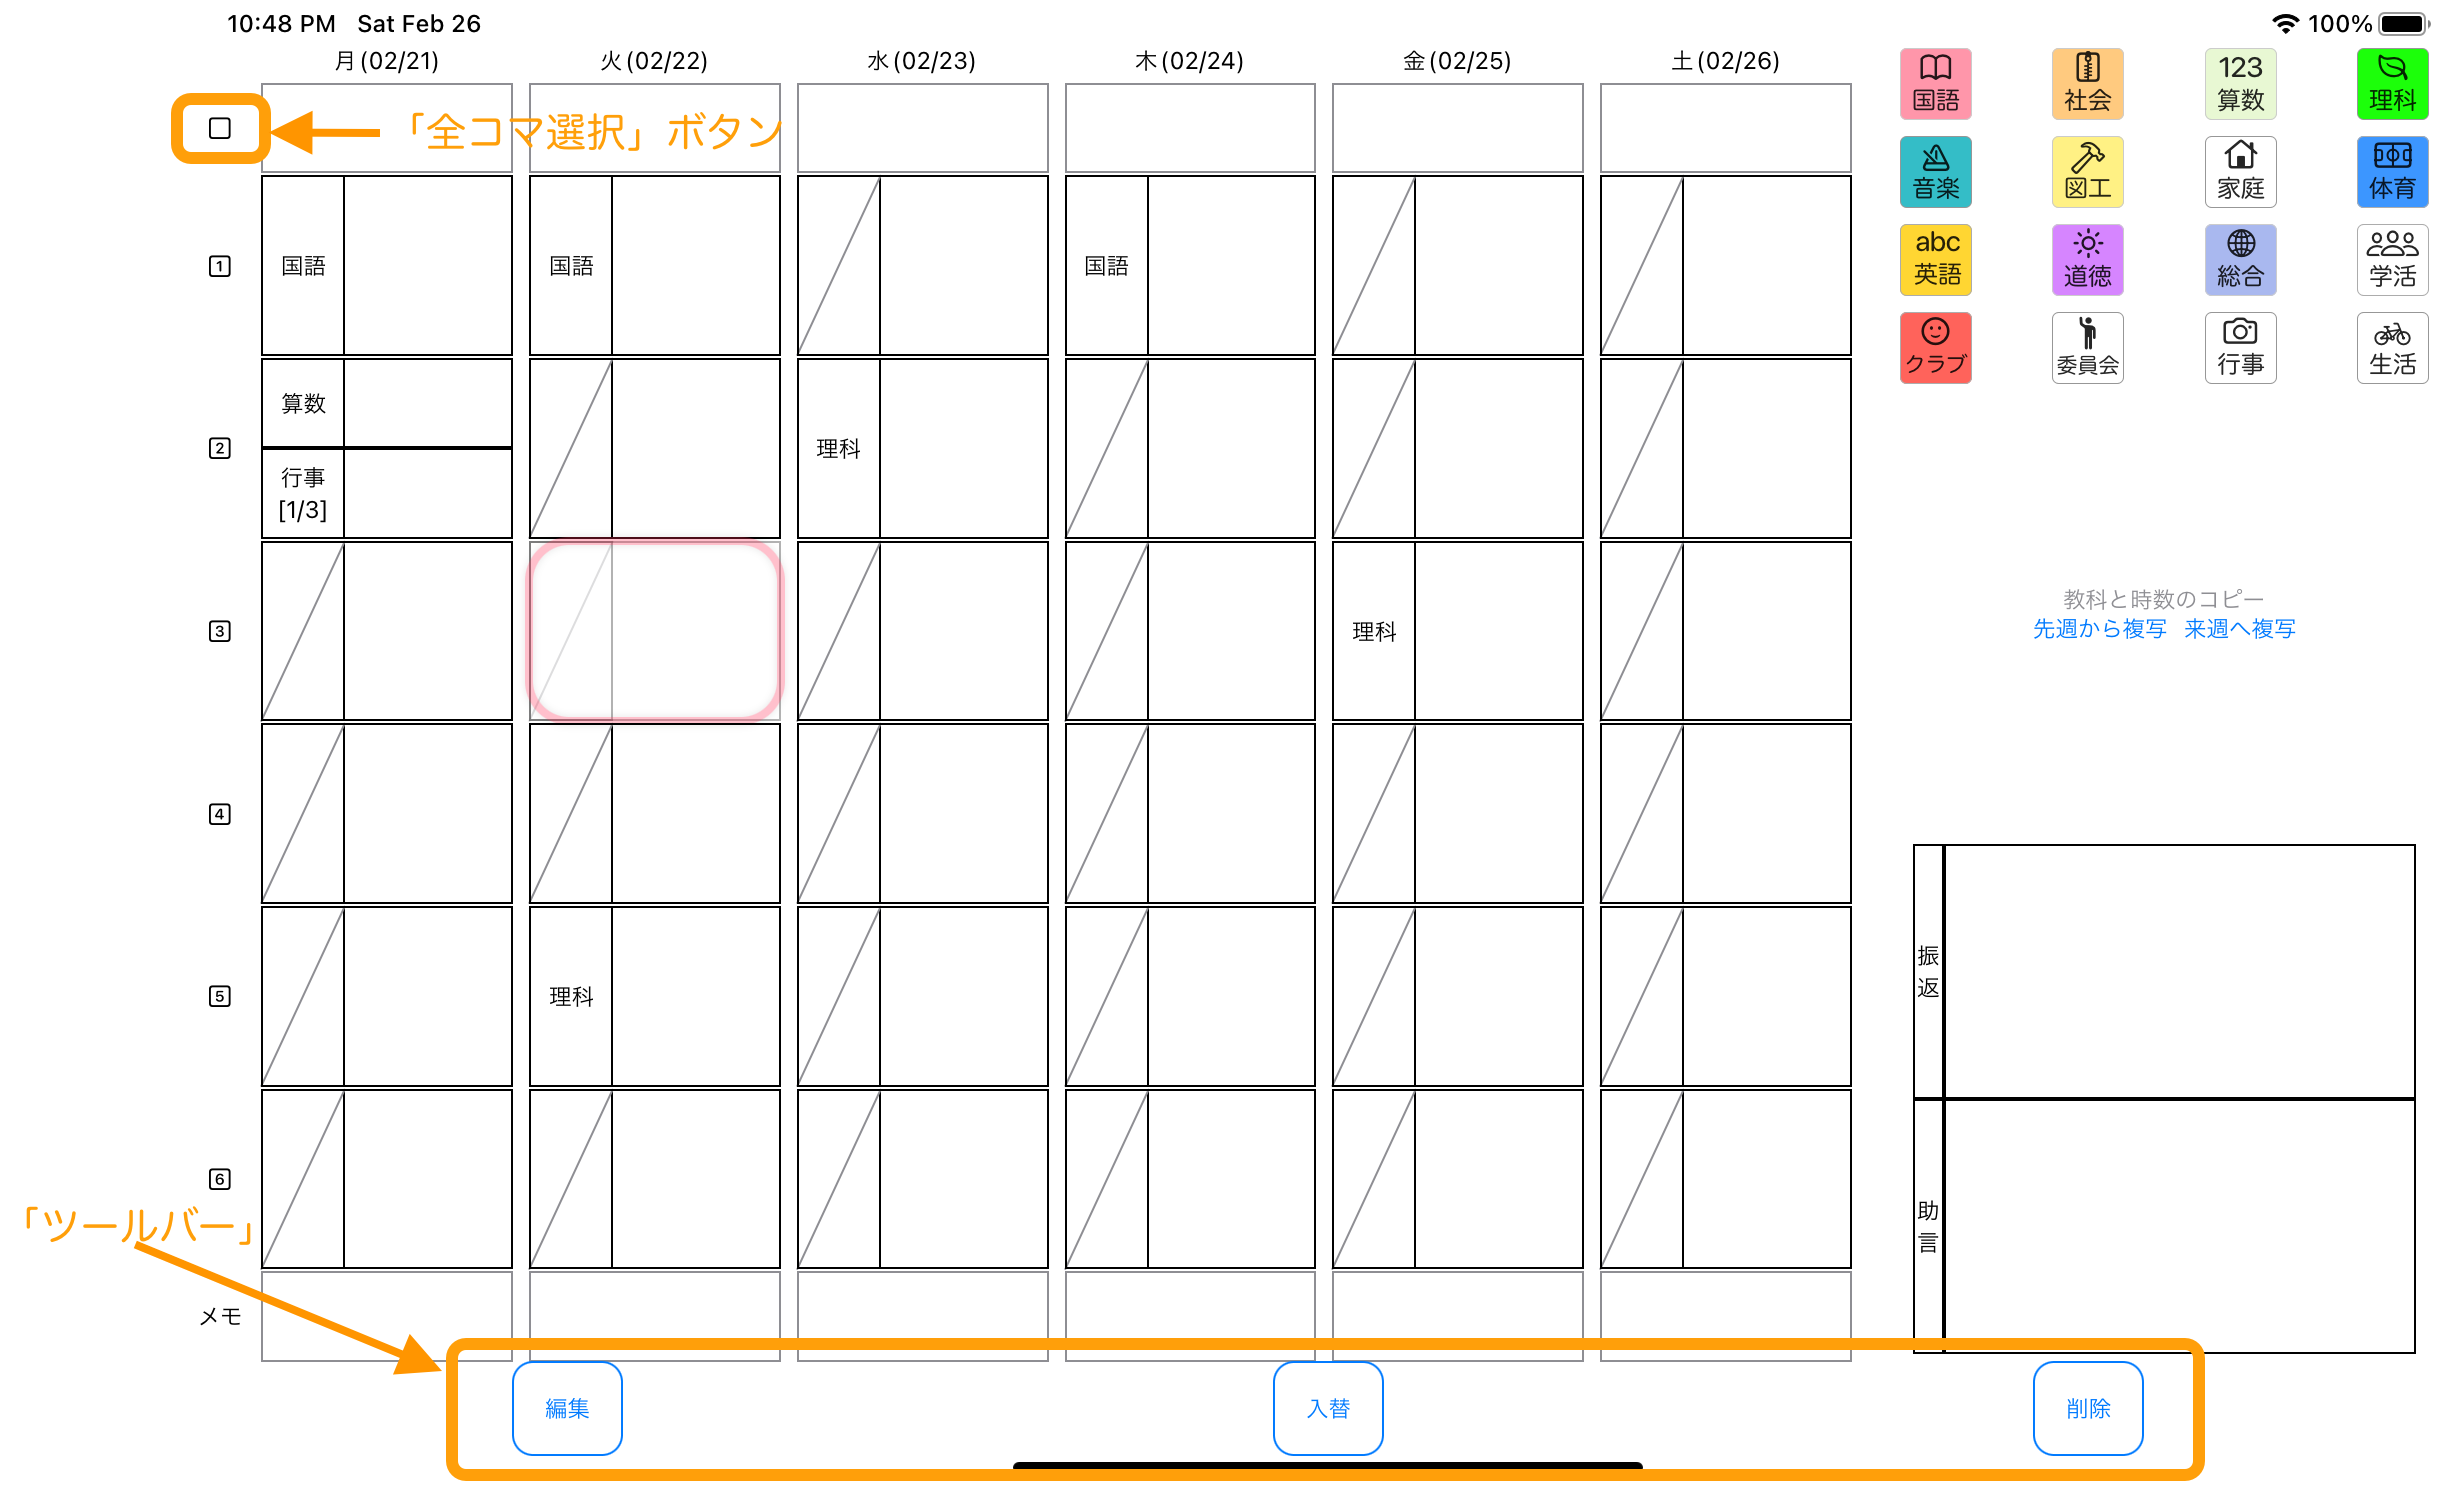 10:48 PM Sat Feb 26
100%
月(02/21) 火(02/22) 水(02/23) 木(02/24) 金(02/25) 土(02/26)
「全コマ選択」ボタン
1 国語 国語 国語
2 算数 理科
行事
[1/3]
3 理科
4
5 理科
6
「ツールバー」
メモ
国語 社会 123 算数 理科
音楽 図工 家庭 体育
abc 英語 道徳 総合 学活
クラブ 委員会 行事 生活
教科と時数のコピー
先週から複写 来週へ複写
振返
助言
編集 入替 削除